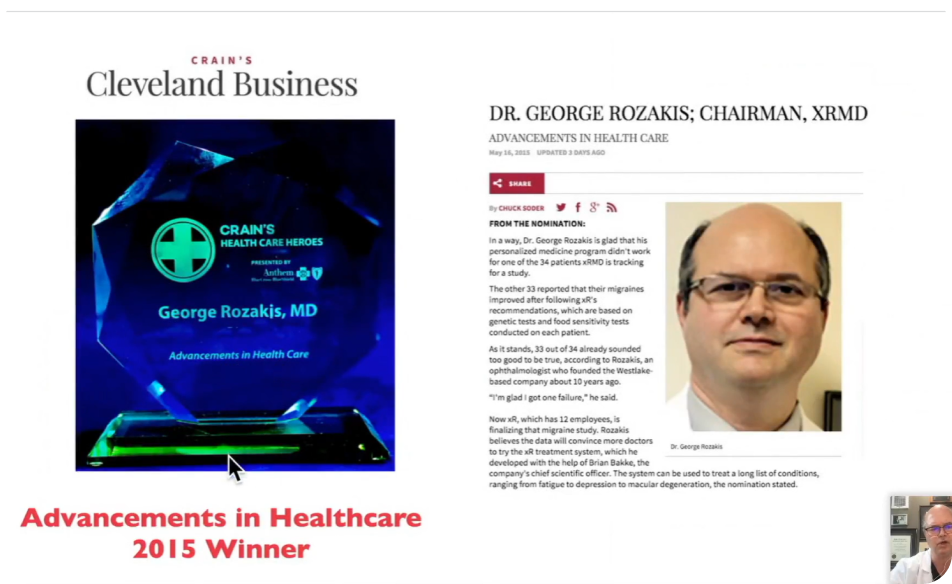 CRAIN'S
Cleveland Business
CRAIN'S
HEALTH CARE HEROES
PRESENTED BY
Anthem
George Rozakis, MD
Advancements in Health Care
Advancements in Healthcare
2015 Winner
DR. GEORGE ROZAKIS; CHAIRMAN, XRMD
ADVANCEMENTS IN HEALTH CARE
May 16, 2015 UPDATED 3 DAYS AGO
SHARE
By CHUCK SODER
FROM THE NOMINATION:
In a way, Dr. George Rozakis is glad that his
personalized medicine program didn't work
for one of the 34 patients xRMD is tracking
for a study.
The other 33 reported that their migraines
improved after following xR's
recommendations, which are based on
genetic tests and food sensitivity tests
conducted on each patient.
As it stands, 33 out of 34 already sounded
too good to be true, according to Rozakis, an
ophthalmologist who founded the Westlake-
based company about 10 years ago.
"I'm glad I got one failure," he said.
Now xR, which has 12 employees, is
finalizing that migraine study. Rozakis
believes the data will convince more doctors
to try the xR treatment system, which he
developed with the help of Brian Bakke, the
company's chief scientific officer. The system can be used to treat a long list of conditions,
ranging from fatigue to depression to macular degeneration, the nomination stated.
Dr. George Rozakis